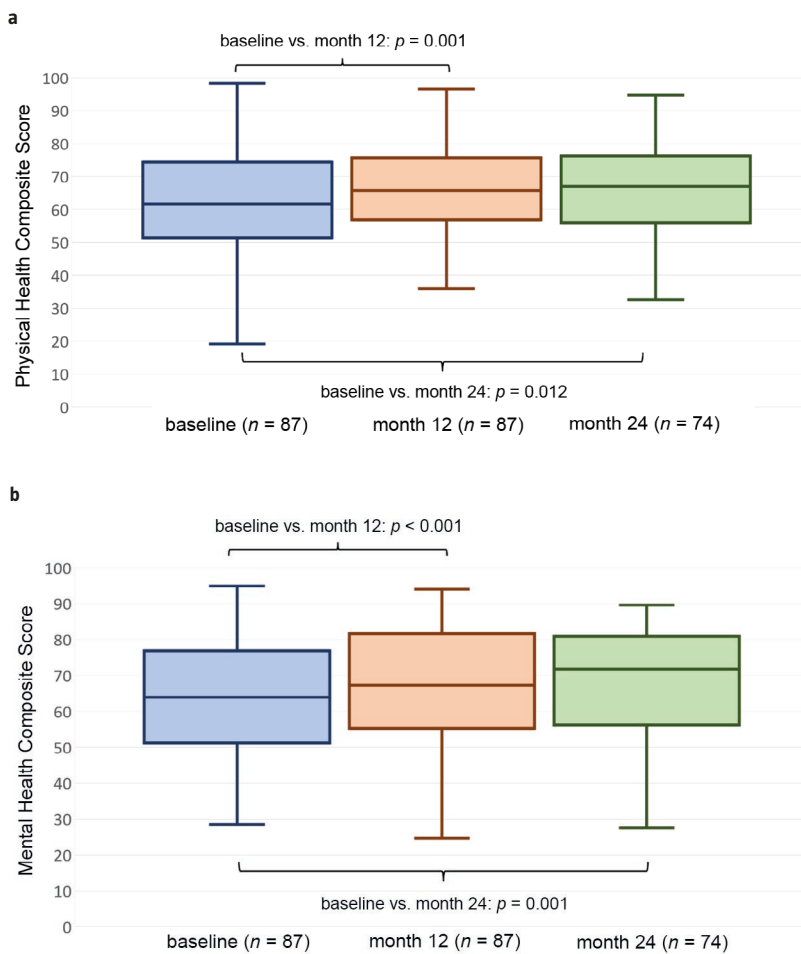 a
baseline vs. month 12: p = 0.001
Physical Health Composite Score
100
90
80
70
60
50
40
30
20
10
0
baseline vs. month 24: p = 0.012
baseline (n = 87) month 12 (n = 87) month 24 (n = 74)
b
baseline vs. month 12: p < 0.001
Mental Health Composite Score
100
90
80
70
60
50
40
30
20
10
0
baseline vs. month 24: p = 0.001
baseline (n = 87) month 12 (n = 87) month 24 (n = 74)